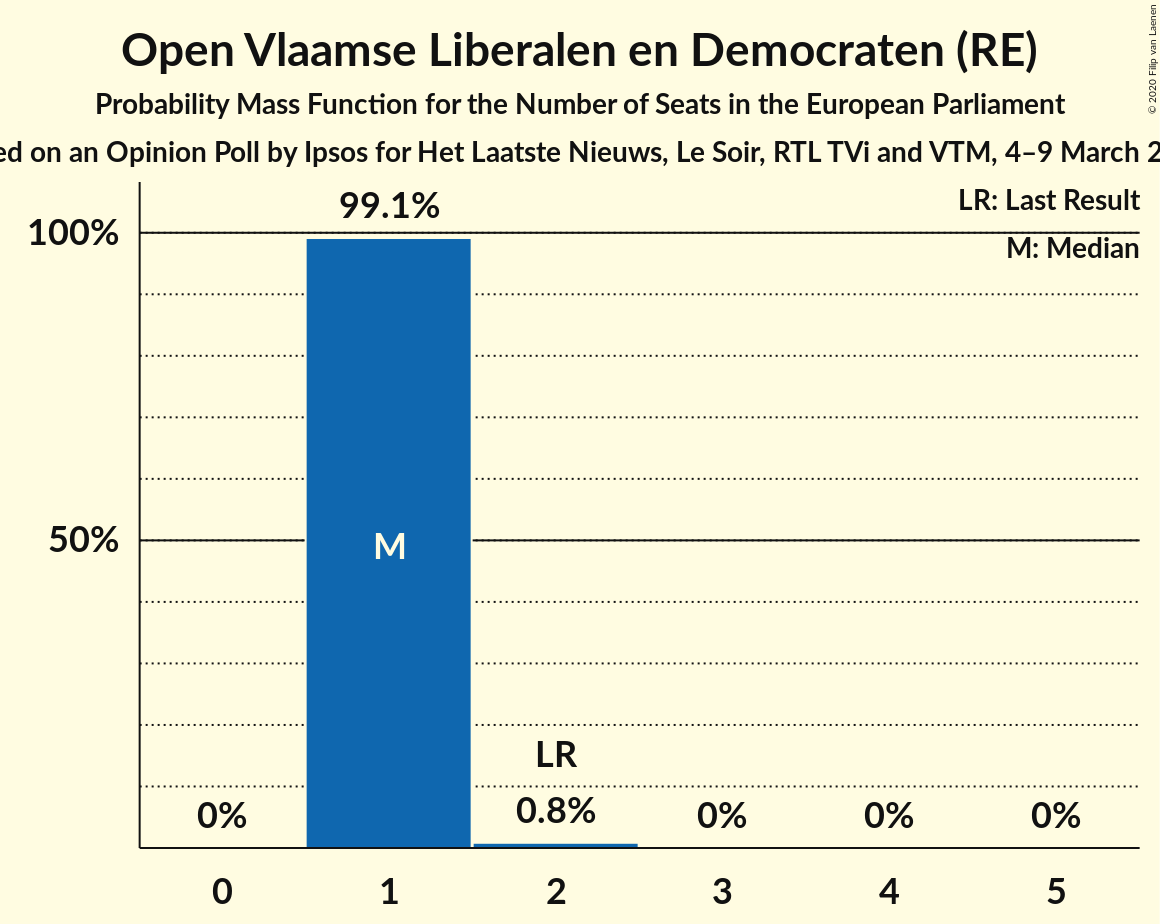 Open Vlaamse Liberalen en Democraten (RE)
Probability Mass Function for the Number of Seats in the European Parliament
ed on an Opinion Poll by Ipsos for Het Laatste Nieuws, Le Soir, RTL TVi and VTM, 4–9 March 2
© 2020 Filip van Laenen
LR: Last Result
M: Median
99.1%
100%
50%
M
LR
0%
0.8%
0%
0%
0%
0 1 2 3 4 5